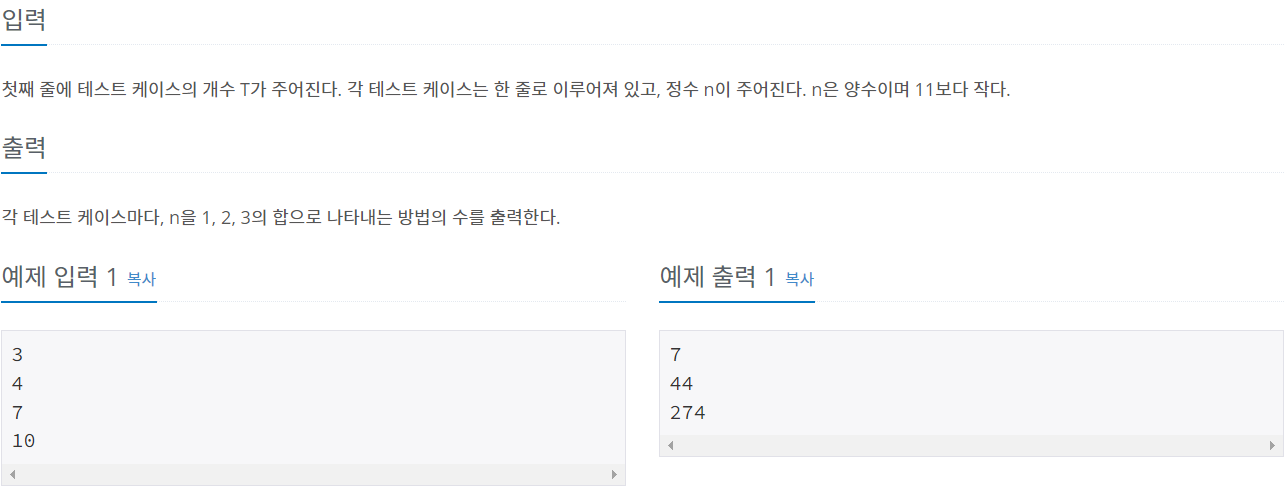 입력
첫째 줄에 테스트 케이스의 개수 T가 주어진다. 각 테스트 케이스는 한 줄로 이루어져 있고, 정수 n이 주어진다. n은 양수이며 11보다 작다.
출력
각 테스트 케이스마다, n을 1, 2, 3의 합으로 나타내는 방법의 수를 출력한다.
예제 입력 1 복사
3
4
7
10
예제 출력 1 복사
7
44
274